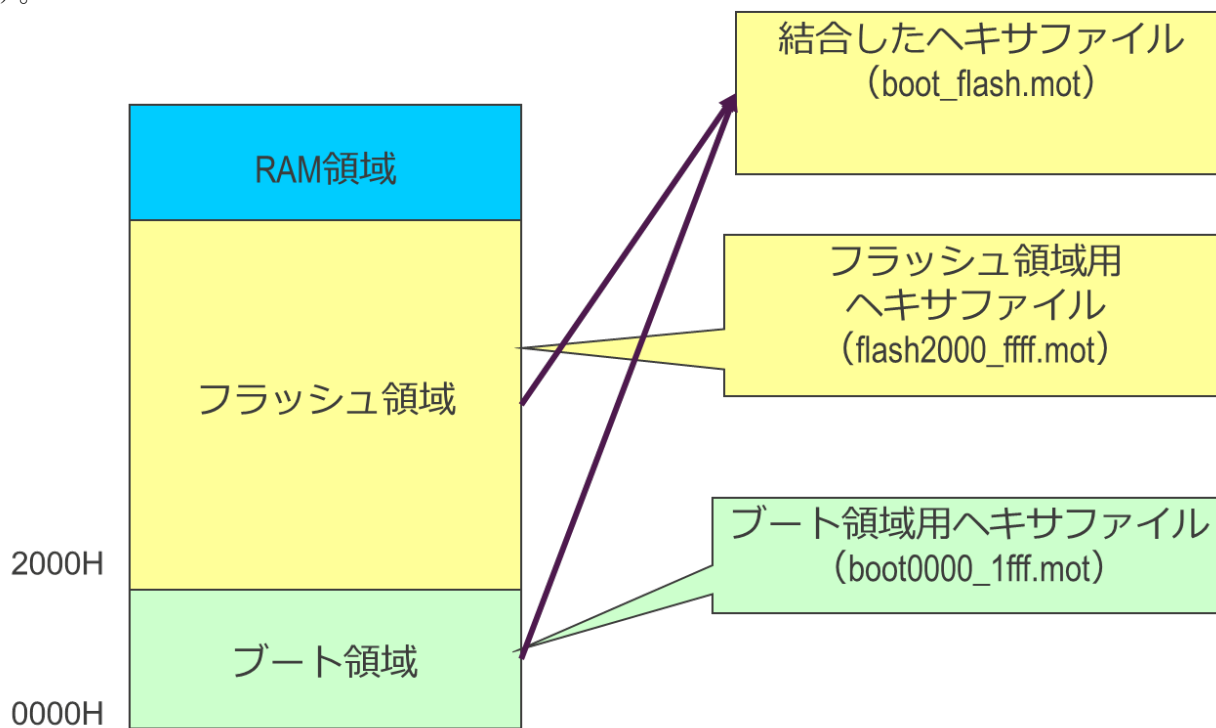 す。
結合したヘキサファイル
（boot_flash.mot）
RAM領域
フラッシュ領域用
ヘキサファイル
（flash2000_ffff.mot）
フラッシュ領域
ブート領域用ヘキサファイル
（boot0000_1fff.mot）
2000H
ブート領域
0000H